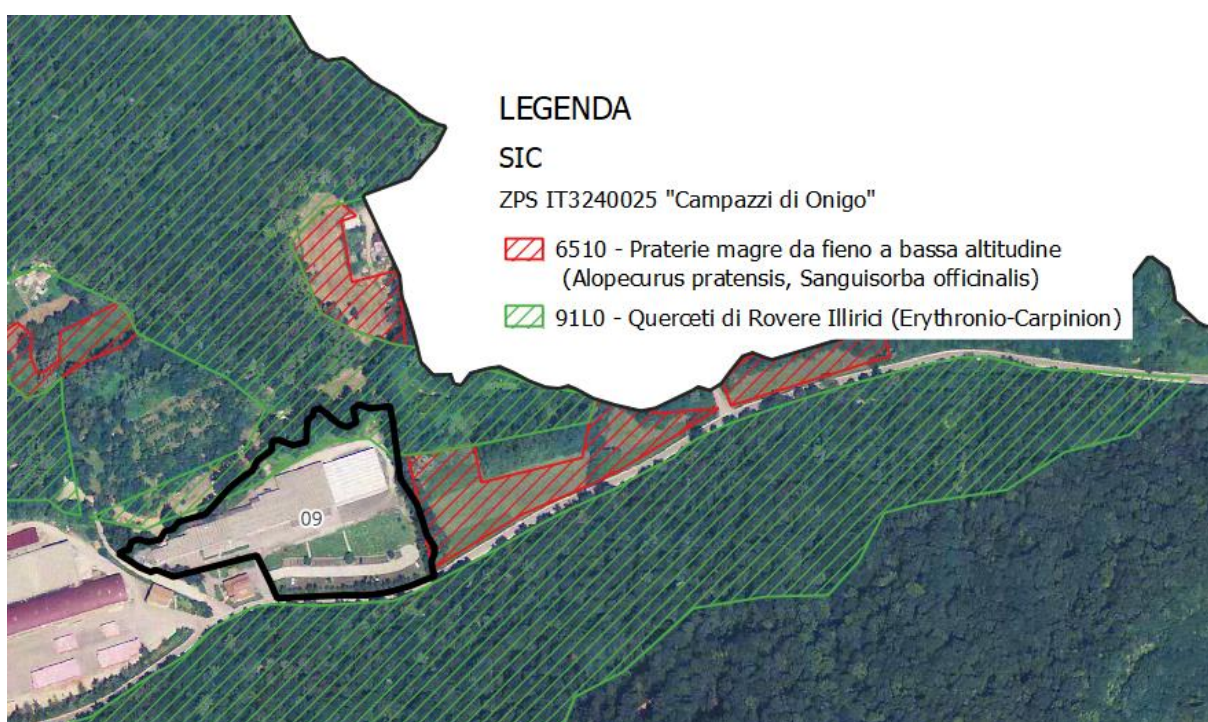 LEGENDA
SIC
ZPS IT3240025 "Campazzi di Onigo"
6510 - Praterie magre da fieno a bassa altitudine
(Alopecurus pratensis, Sanguisorba officinalis)
91L0 - Querceti di Rovere Illirici (Erythronio-Carpinion)
09